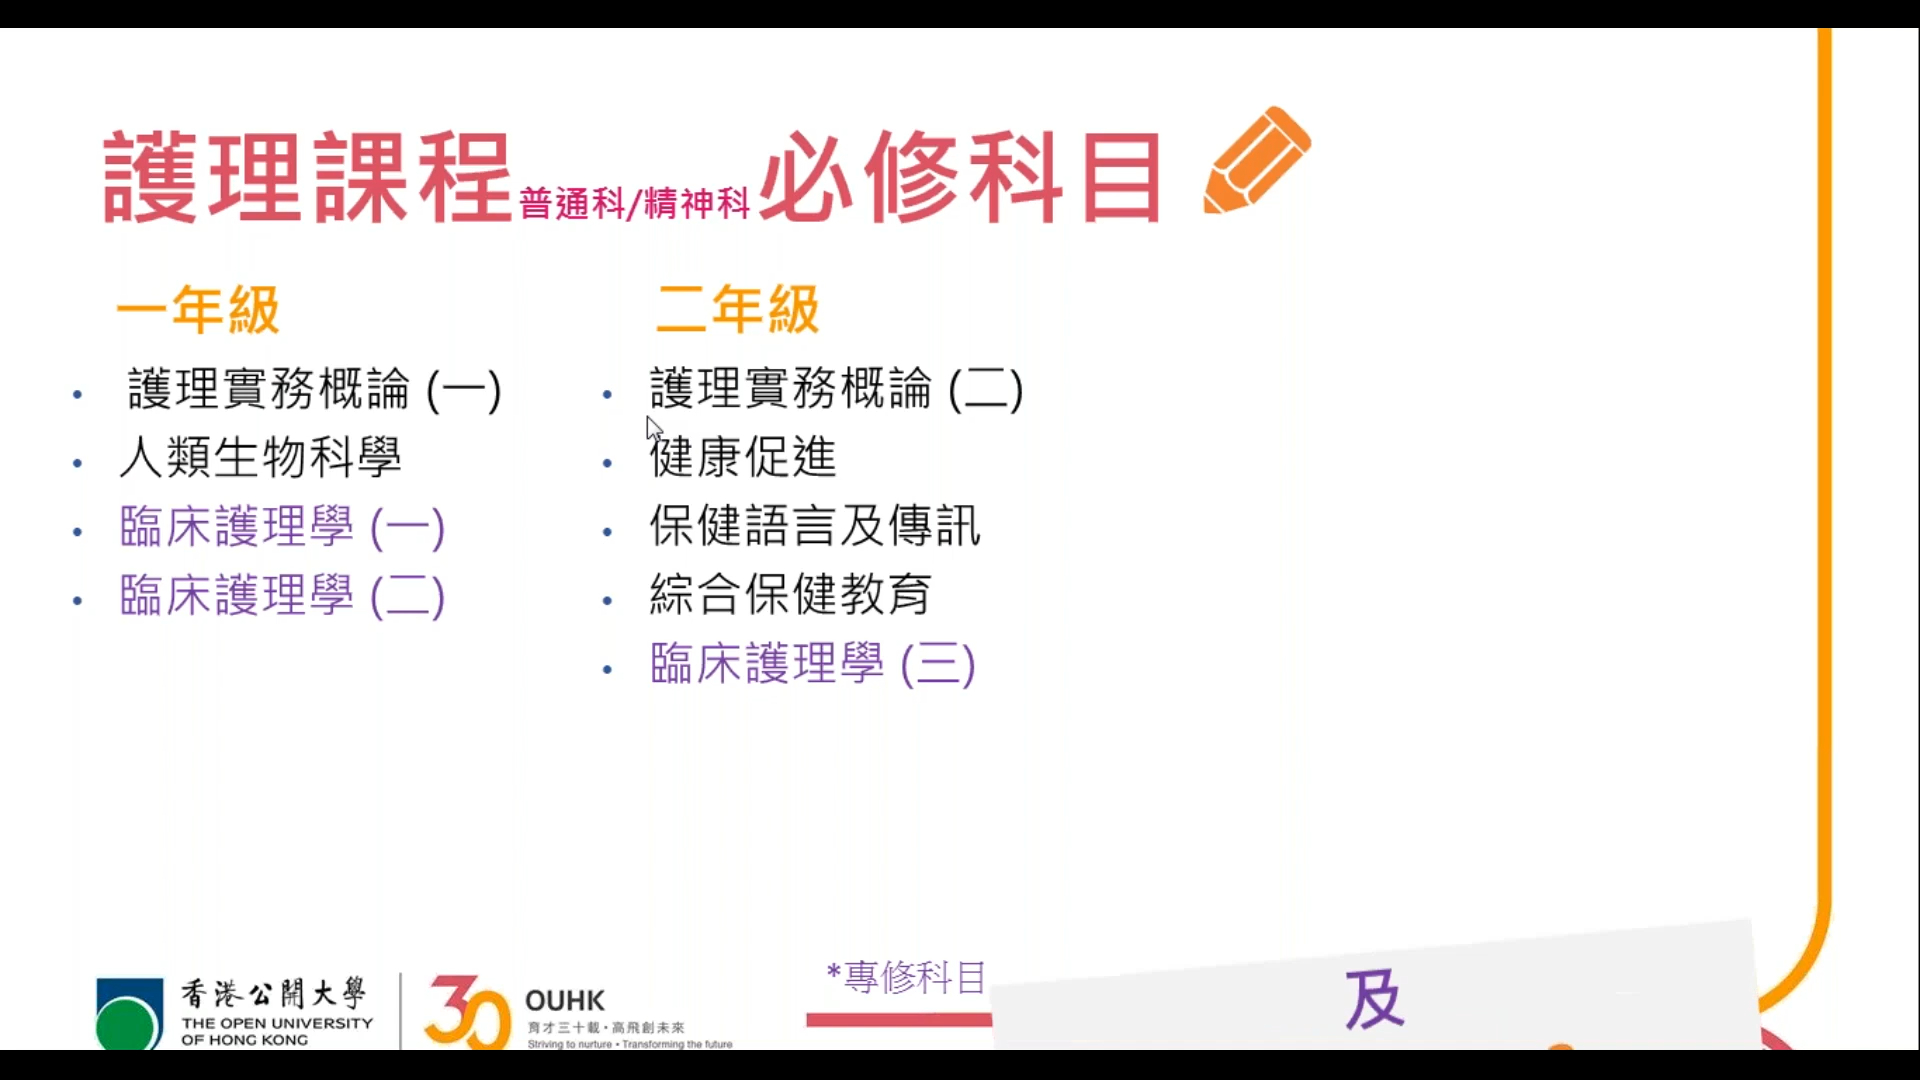 護理課程普通科/精神科必修科目
一年級
護理實務概論 (一)
人類生物科學
臨床護理學 (一)
臨床護理學 (二)
二年級
護理實務概論 (二)
健康促進
保健語言及傳訊
綜合保健教育
臨床護理學 (三)
*專修科目
及
香港公開大學
THE OPEN UNIVERSITY
OF HONG KONG
30
OUHK
育才三十載・高飛創未來
Striving to nurture • Transforming the future